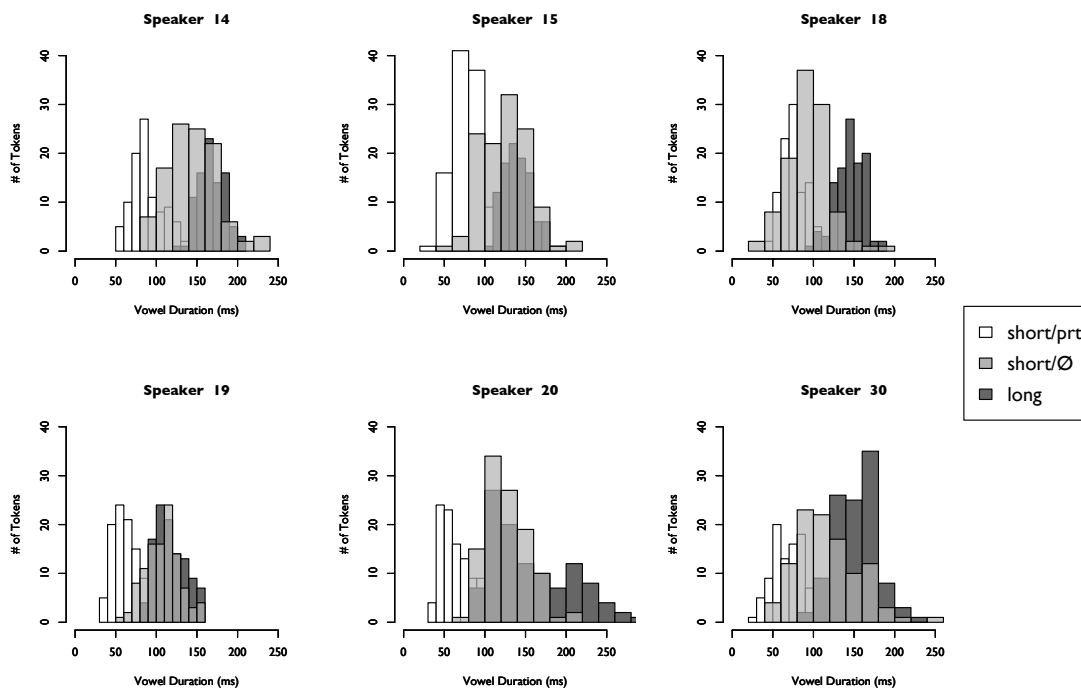 Speaker 14
Speaker 15
Speaker 18
# of Tokens
0 10 20 30 40
0 50 100 150 200 250
Vowel Duration (ms)
# of Tokens
0 10 20 30 40
0 50 100 150 200 250
Vowel Duration (ms)
# of Tokens
0 10 20 30 40
0 50 100 150 200 250
Vowel Duration (ms)
short/prt
short/Ø
long
Speaker 19
Speaker 20
Speaker 30
# of Tokens
0 10 20 30 40
0 50 100 150 200 250
Vowel Duration (ms)
# of Tokens
0 10 20 30 40
0 50 100 150 200 250
Vowel Duration (ms)
# of Tokens
0 10 20 30 40
0 50 100 150 200 250
Vowel Duration (ms)